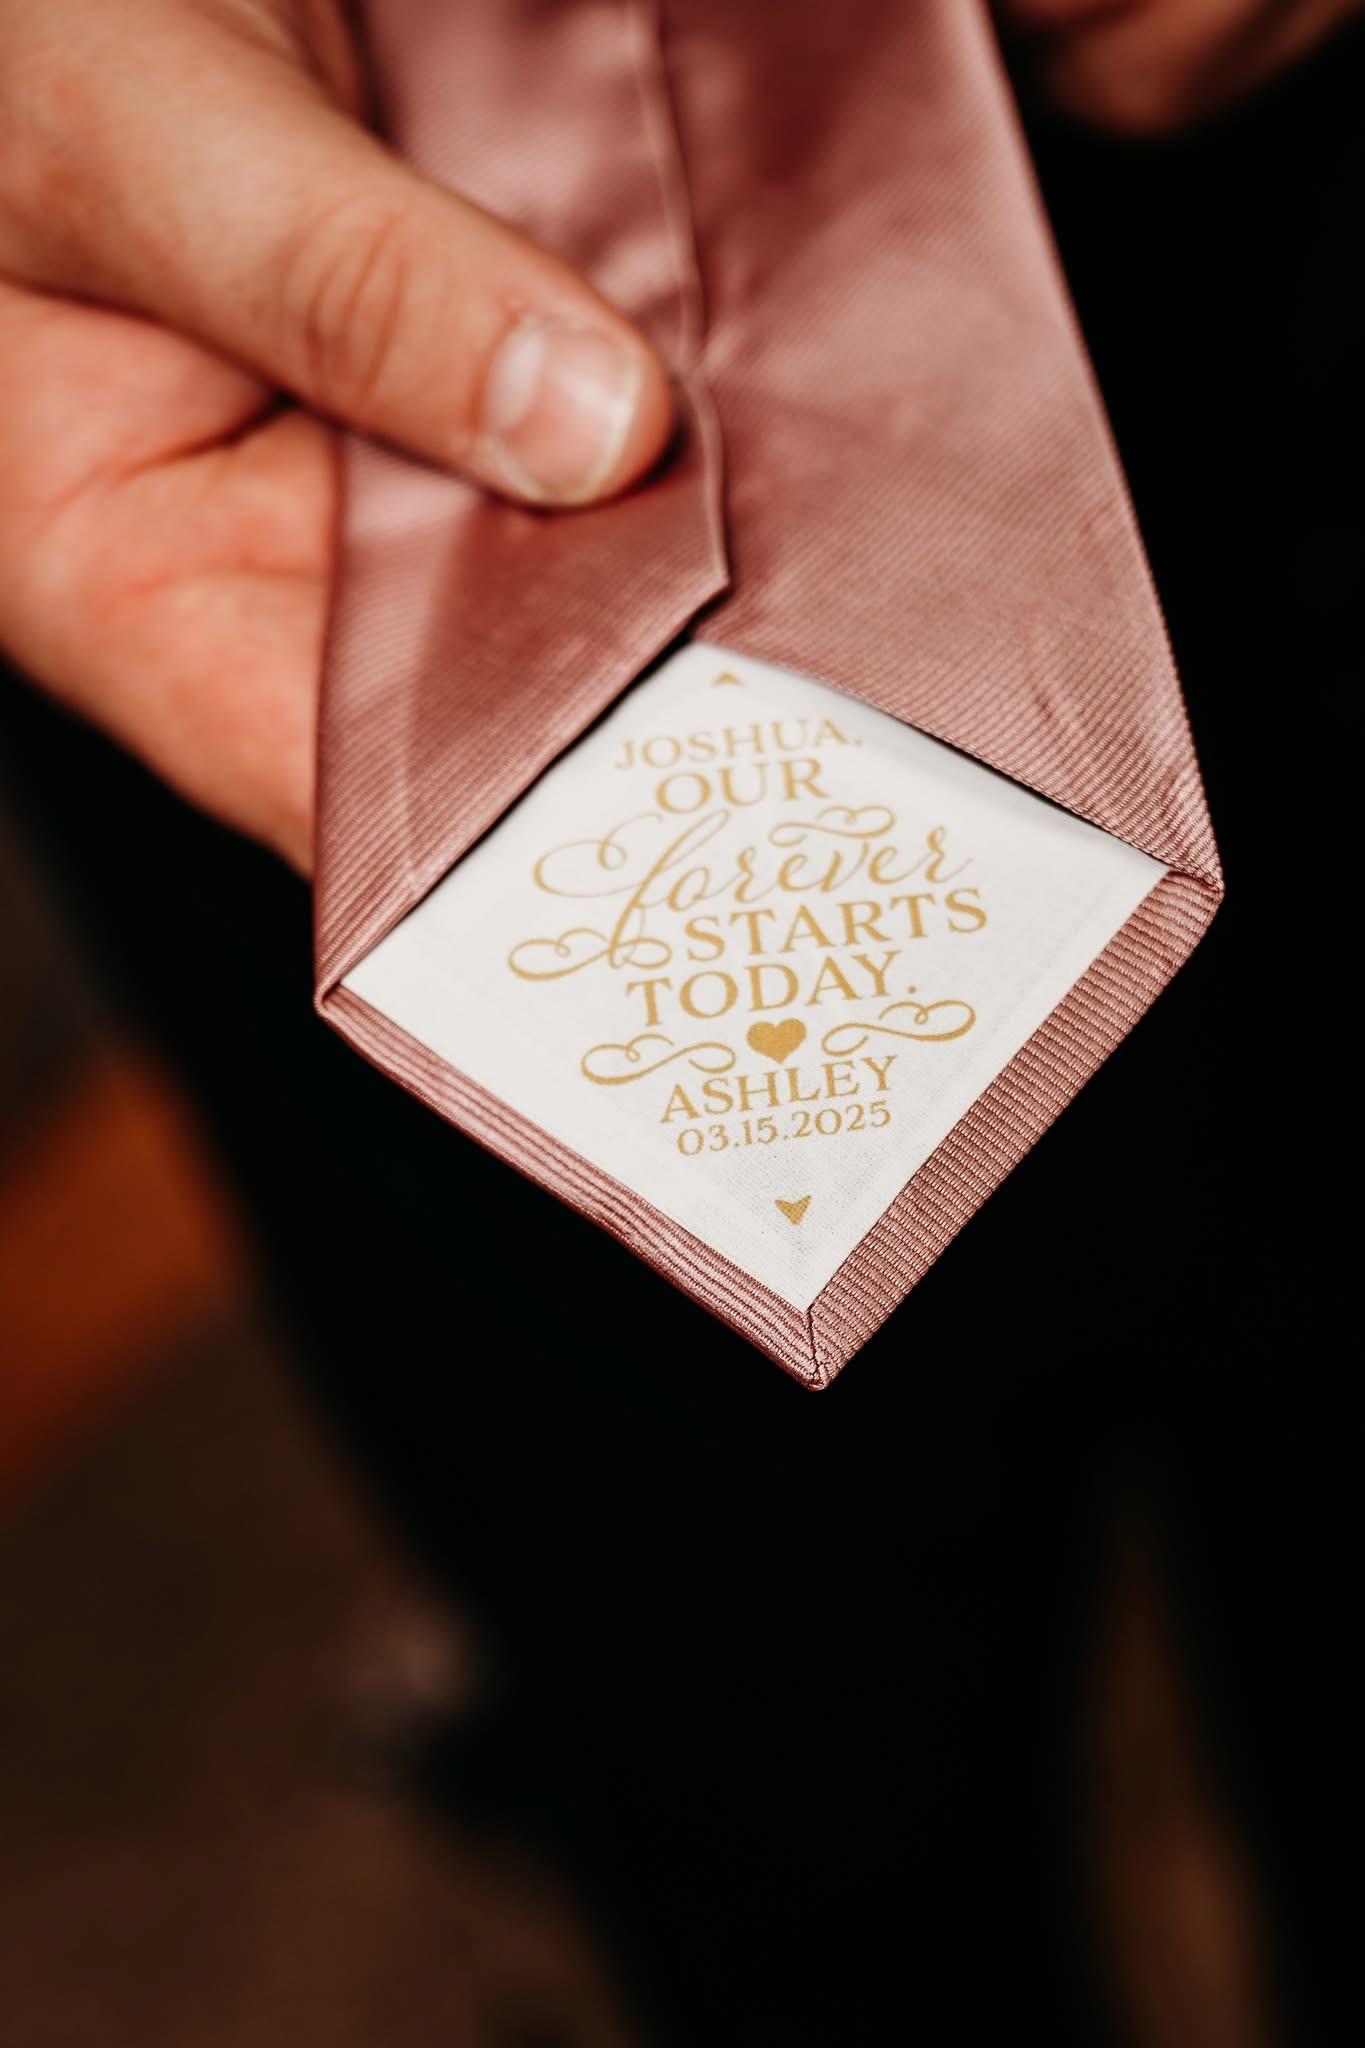 JOSHUA.
OUR
forever
STARTS
TODAY.
ASHLEY
03.15.2025